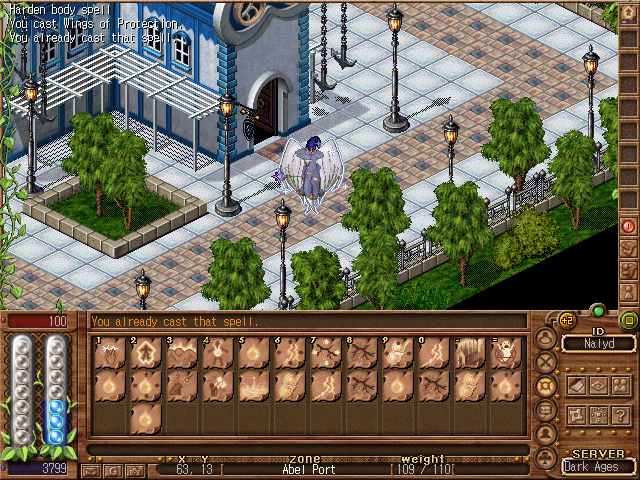 Harden body spell
You cast Wings of Protection.
You already cast that spell.
100
You already cast that spell.
1 2 3 4 5 6 7 8 9 0 - =
+2
ID
Nalyd
X Y ZONE weight
3799
63, 13
Abel Port
109 / 110
SERVER
Dark Ages